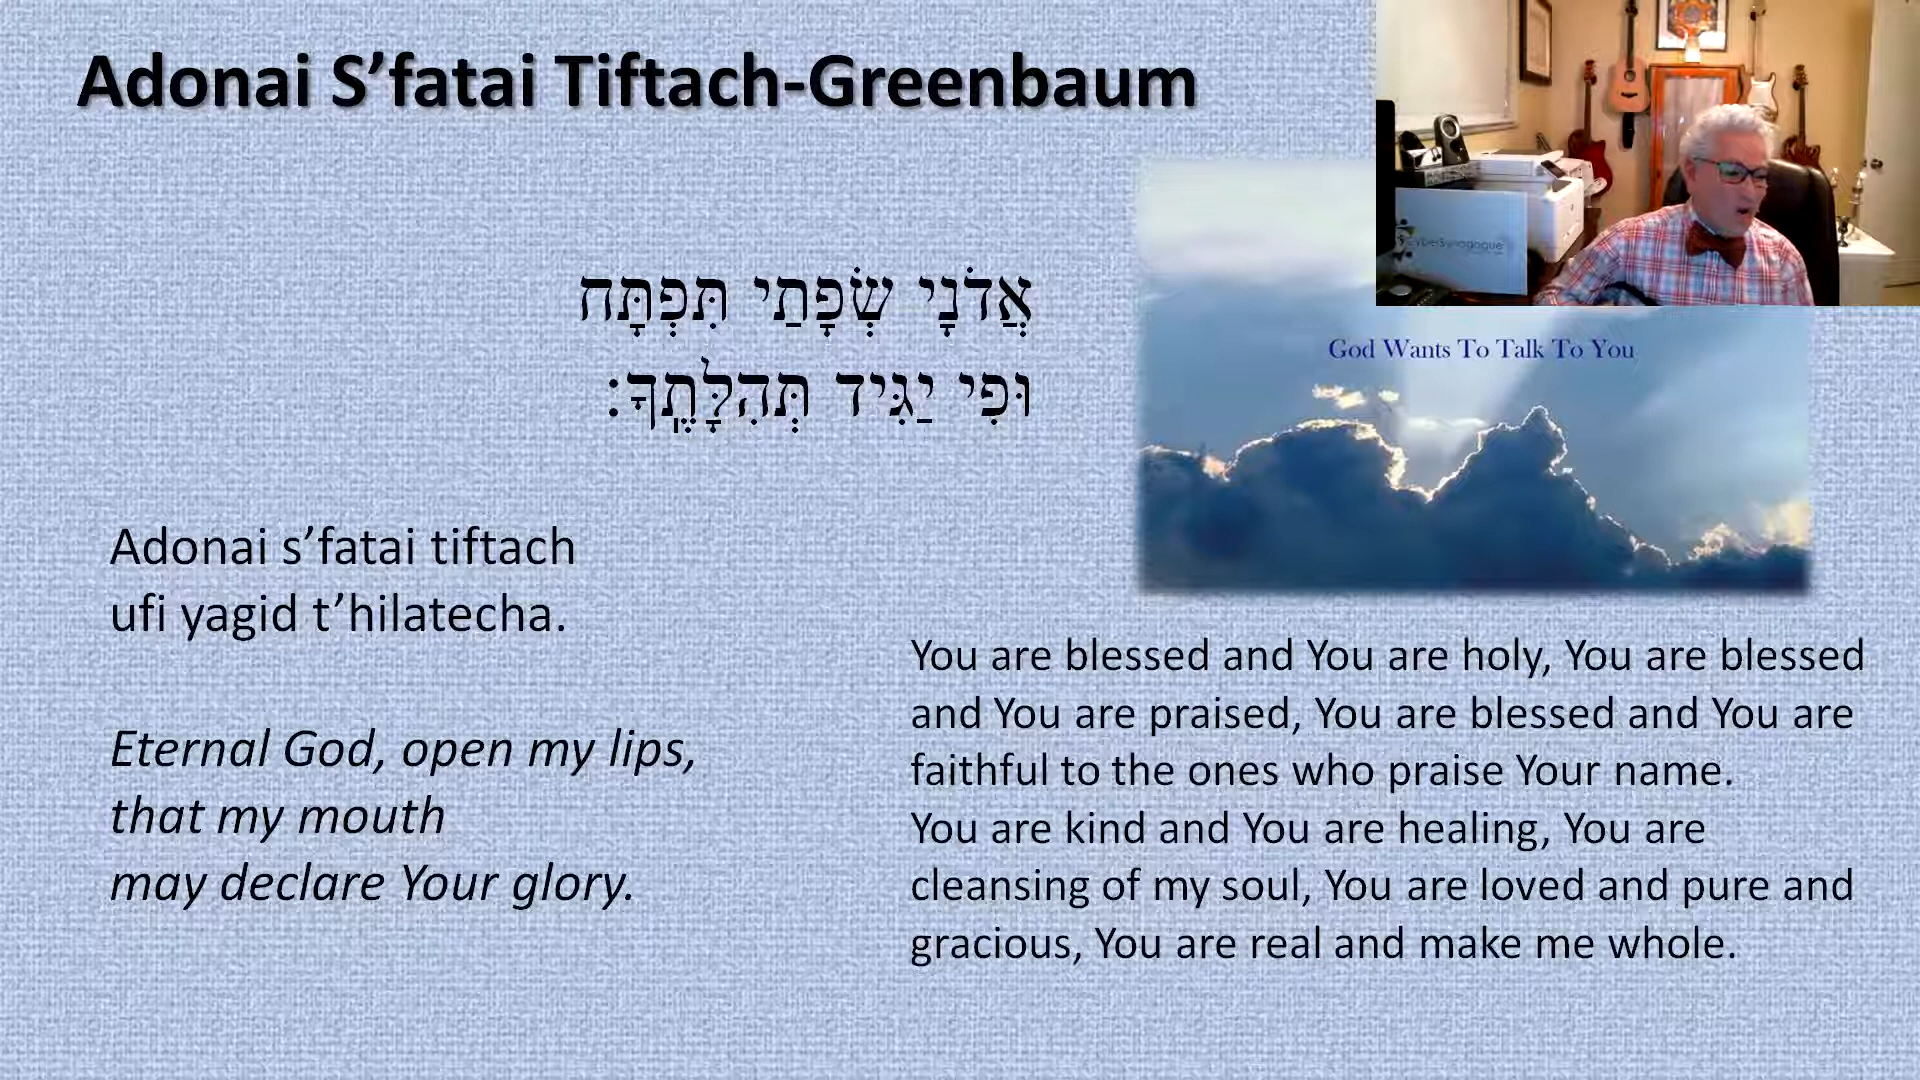 Adonai S’fatai Tiftach-Greenbaum
אֲדֹנָי שְׂפָתַי תִּפְתָּח
וּפִי יַגִּיד תְּהִלָּתֶֽךָ׃
CyberSynagogue
God Wants To Talk To You
Adonai s’fatai tiftach
ufi yagid t’hilatecha.
Eternal God, open my lips,
that my mouth
may declare Your glory.
You are blessed and You are holy, You are blessed
and You are praised, You are blessed and You are
faithful to the ones who praise Your name.
You are kind and You are healing, You are
cleansing of my soul, You are loved and pure and
gracious, You are real and make me whole.